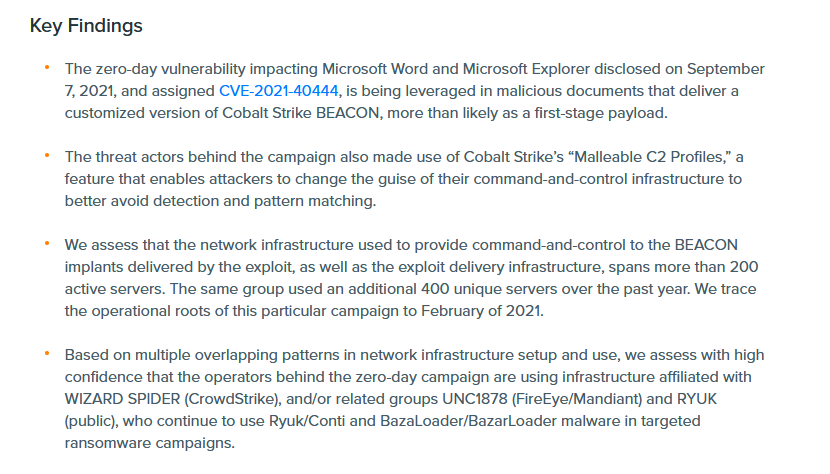 Key Findings
• The zero-day vulnerability impacting Microsoft Word and Microsoft Explorer disclosed on September
7, 2021, and assigned CVE-2021-40444, is being leveraged in malicious documents that deliver a
customized version of Cobalt Strike BEACON, more than likely as a first-stage payload.
• The threat actors behind the campaign also made use of Cobalt Strike’s “Malleable C2 Profiles,” a
feature that enables attackers to change the guise of their command-and-control infrastructure to
better avoid detection and pattern matching.
• We assess that the network infrastructure used to provide command-and-control to the BEACON
implants delivered by the exploit, as well as the exploit delivery infrastructure, spans more than 200
active servers. The same group used an additional 400 unique servers over the past year. We trace
the operational roots of this particular campaign to February of 2021.
• Based on multiple overlapping patterns in network infrastructure setup and use, we assess with high
confidence that the operators behind the zero-day campaign are using infrastructure affiliated with
WIZARD SPIDER (CrowdStrike), and/or related groups UNC1878 (FireEye/Mandiant) and RYUK
(public), who continue to use Ryuk/Conti and BazaLoader/BazarLoader malware in targeted
ransomware campaigns.